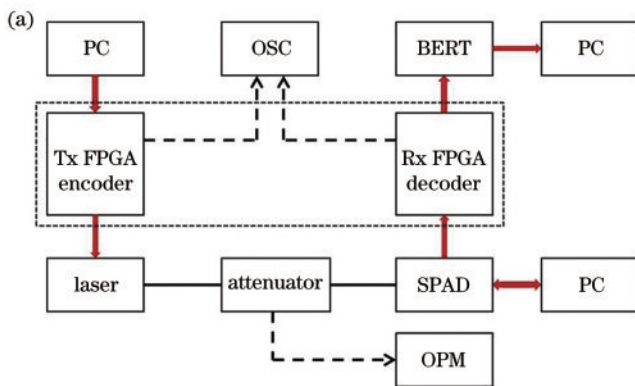 (a)
PC
OSC
BERT
PC
Tx FPGA
encoder
Rx FPGA
decoder
laser
attenuator
SPAD
PC
OPM